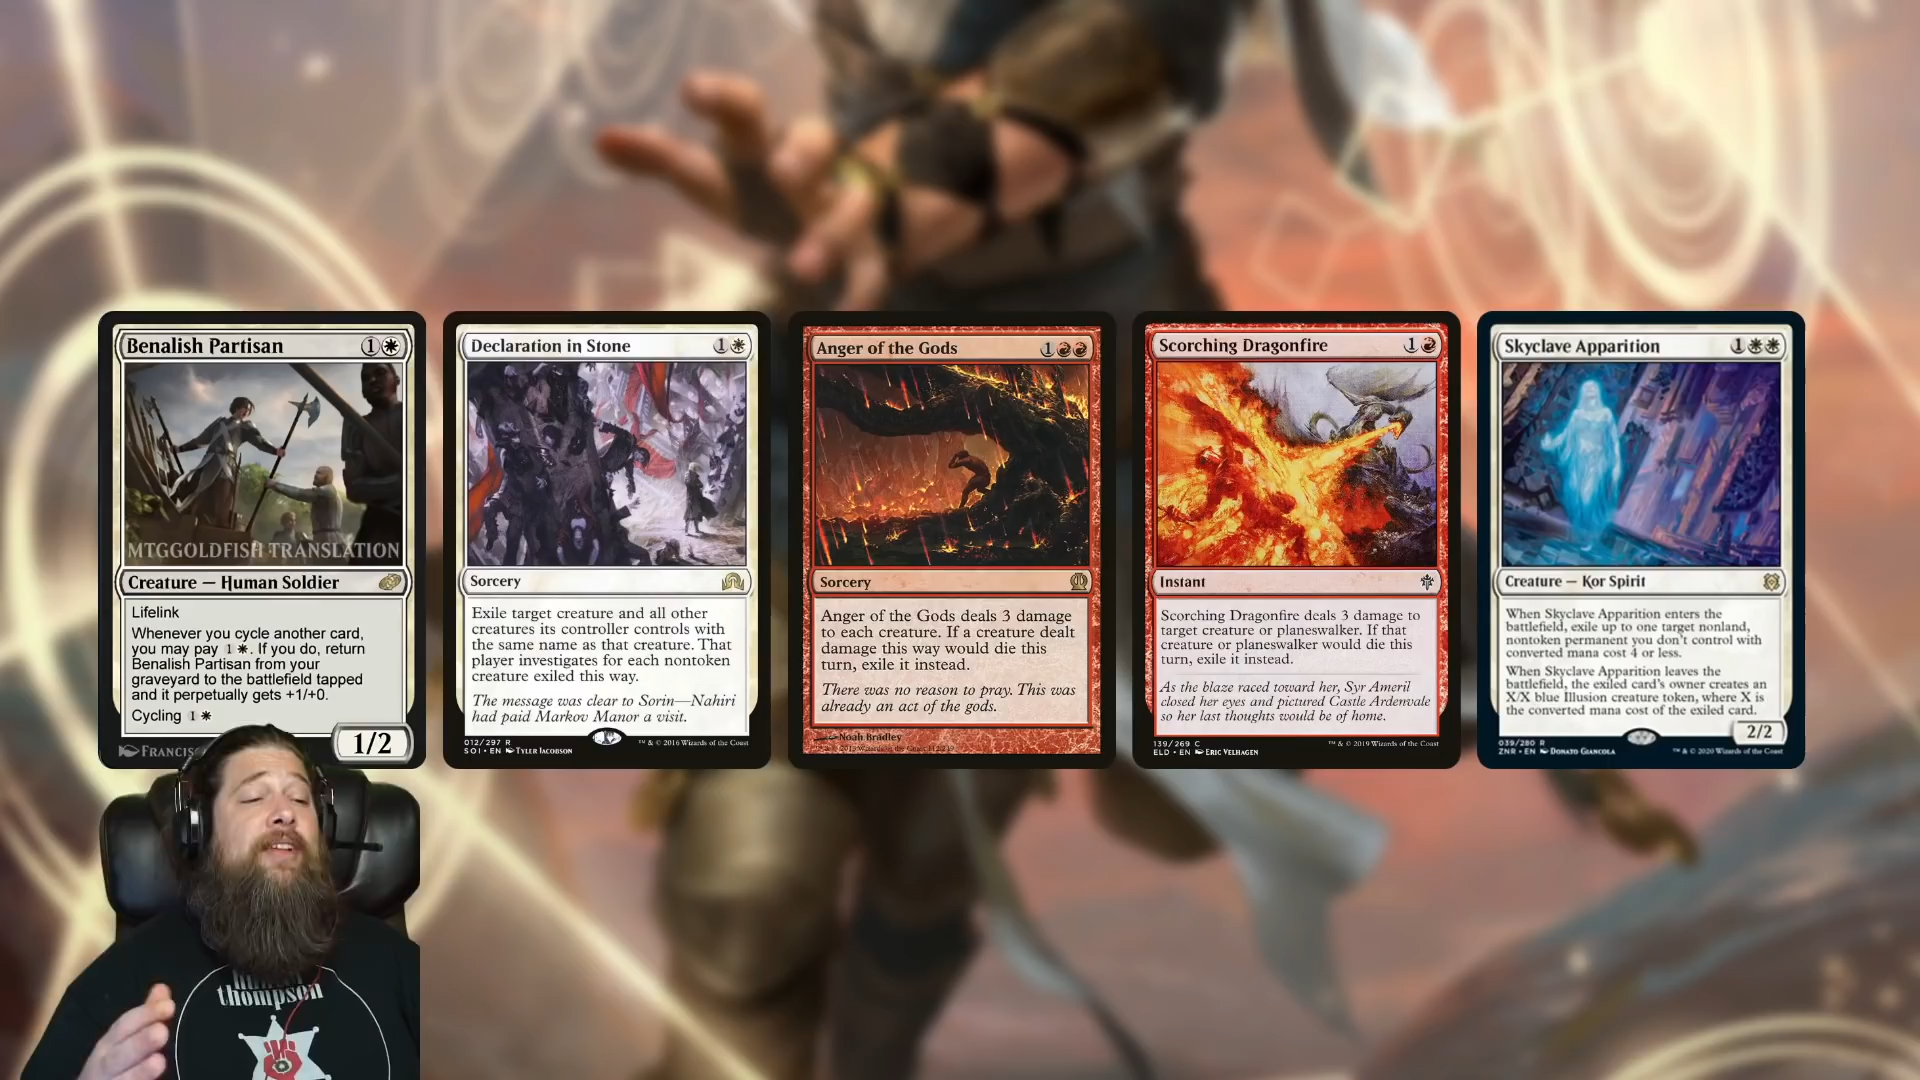 Benalish Partisan 1
MTGGOLDFISH TRANSLATION
Creature — Human Soldier
Lifelink
Whenever you cycle another card,
you may pay 1 . If you do, return
Benalish Partisan from your
graveyard to the battlefield tapped
and it perpetually gets +1/+0.
Cycling 1
1/2
Declaration in Stone 1
Sorcery
Exile target creature and all other
creatures its controller controls with
the same name as that creature. That
player investigates for each nontoken
creature exiled this way.
The message was clear to Sorin—Nahiri
had paid Markov Manor a visit.
012/297 R
SOI • EN Tyler Jacobson
™ & © 2016 Wizards of the Coast
Anger of the Gods 1
Sorcery
Anger of the Gods deals 3 damage
to each creature. If a creature dealt
damage this way would die this
turn, exile it instead.
There was no reason to pray. This was
already an act of the gods.
Noah Bradley
Scorching Dragonfire 1
Instant
Scorching Dragonfire deals 3 damage to
target creature or planeswalker. If that
creature or planeswalker would die this
turn, exile it instead.
As the blaze raced toward her, Syr Ameril
closed her eyes and pictured Castle Ardenvale
so her last thoughts would be of home.
139/269 C
ELD • EN Eric Velhagen
™ & © 2019 Wizards of the Coast
Skyclave Apparition 1
Creature — Kor Spirit
When Skyclave Apparition enters the
battlefield, exile up to one target nonland,
nontoken permanent you don't control with
converted mana cost 4 or less.
When Skyclave Apparition leaves the
battlefield, the exiled card's owner creates an
X/X blue Illusion creature token, where X is
the converted mana cost of the exiled card.
2/2
039/280 R
ZNR • EN Donato Giancola
™ & © 2020 Wizards of the Coast
thompson